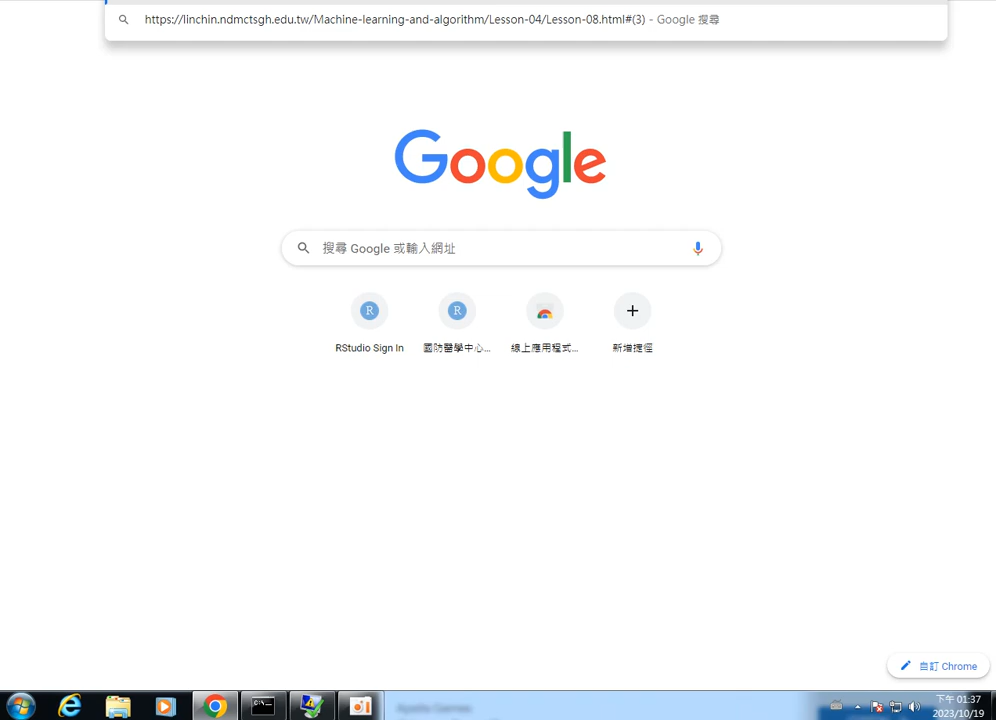 https://linchin.ndmctsgh.edu.tw/Machine-learning-and-algorithm/Lesson-04/Lesson-08.html#(3) - Google 搜尋
Google
搜尋 Google 或輸入網址
R
R
RStudio Sign In
國防醫學中心...
線上應用程式...
新增捷徑
自訂 Chrome
下午 01:37
2023/10/19